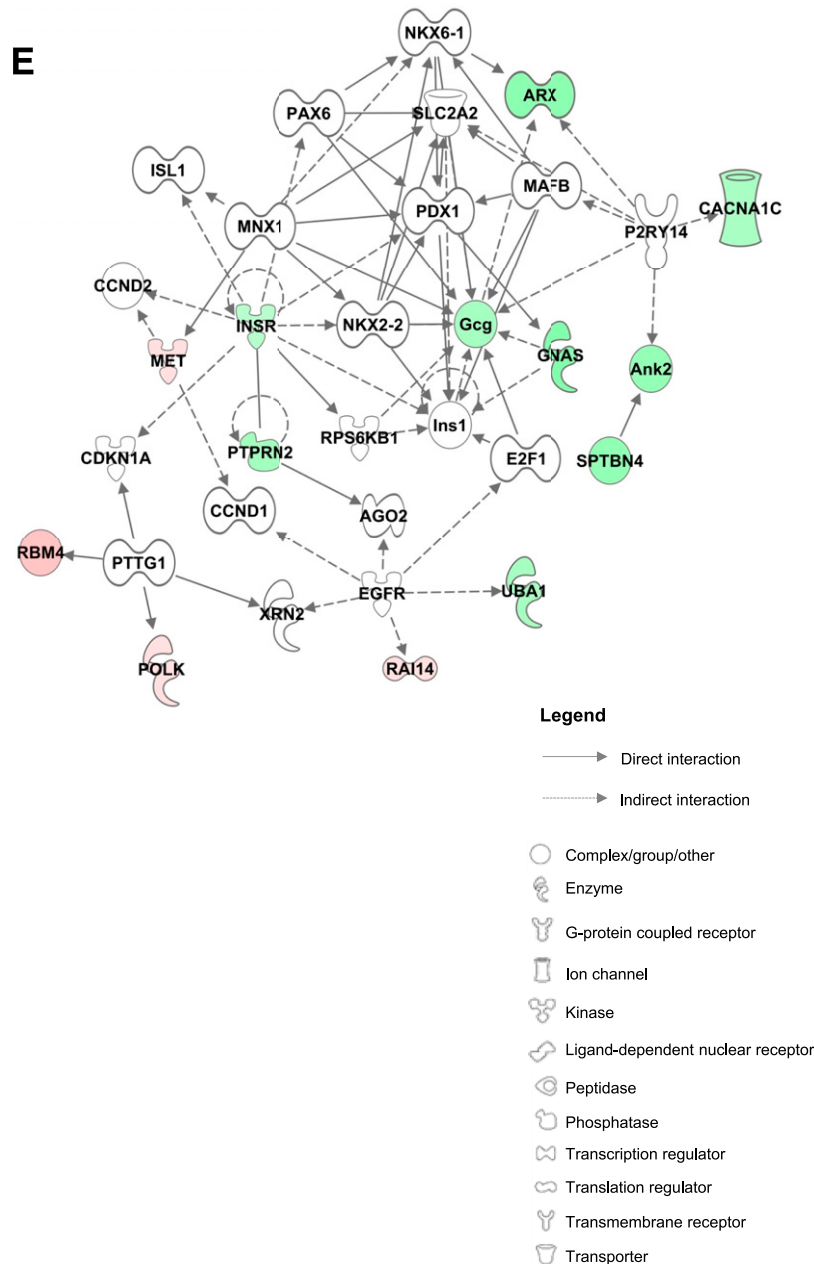 E
NKX6-1
ARX
PAX6
SLC2A2
ISL1
MAFB
CACNA1C
MNX1
PDX1
P2RY14
CCND2
INSR
NKX2-2
Gcg
GNAS
MET
Ank2
RPS6KB1
Ins1
CDKN1A
PTPRN2
E2F1
SPTBN4
CCND1
AGO2
RBM4
PTTG1
XRN2
EGFR
UBA1
POLK
RAI14
Legend
Direct interaction
Indirect interaction
Complex/group/other
Enzyme
G-protein coupled receptor
Ion channel
Kinase
Ligand-dependent nuclear receptor
Peptidase
Phosphatase
Transcription regulator
Translation regulator
Transmembrane receptor
Transporter